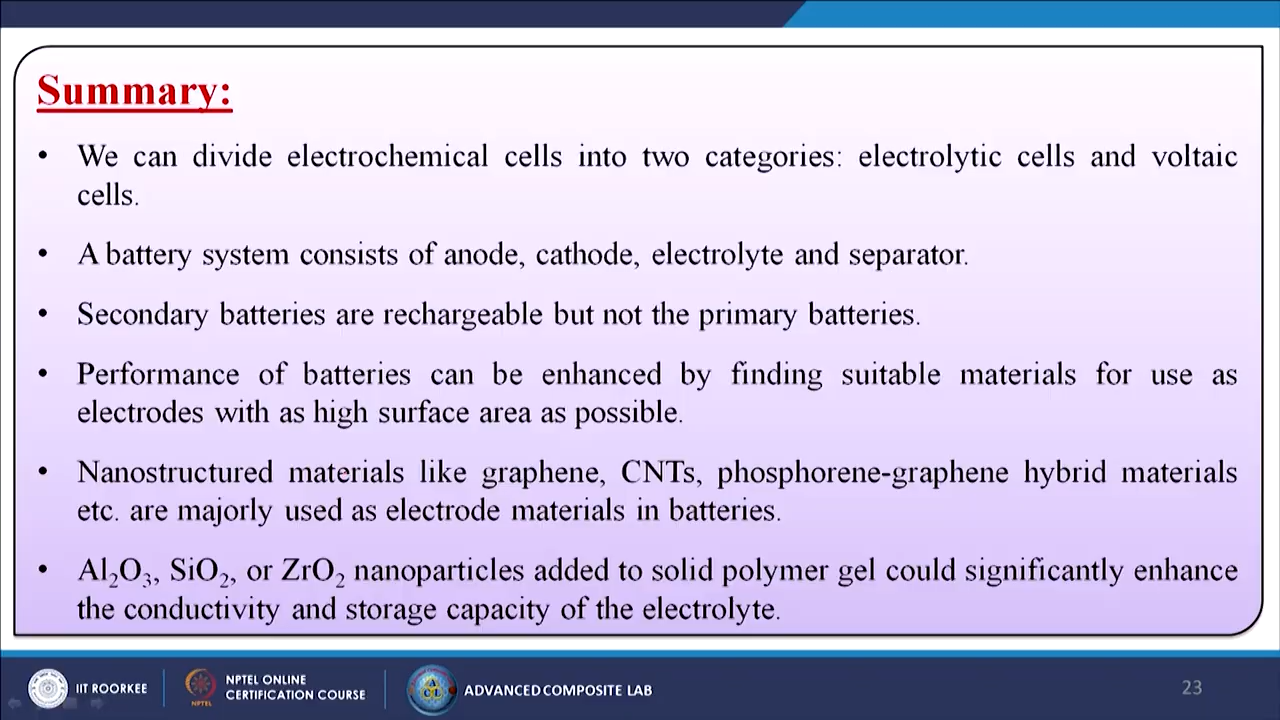 Summary:
• We can divide electrochemical cells into two categories: electrolytic cells and voltaic
cells.
• A battery system consists of anode, cathode, electrolyte and separator.
• Secondary batteries are rechargeable but not the primary batteries.
• Performance of batteries can be enhanced by finding suitable materials for use as
electrodes with as high surface area as possible.
• Nanostructured materials like graphene, CNTs, phosphorene-graphene hybrid materials
etc. are majorly used as electrode materials in batteries.
• Al₂O₃, SiO₂, or ZrO₂ nanoparticles added to solid polymer gel could significantly enhance
the conductivity and storage capacity of the electrolyte.
IIT ROORKEE
NPTEL
NPTEL ONLINE
CERTIFICATION COURSE
ACL
ADVANCED COMPOSITE LAB
23